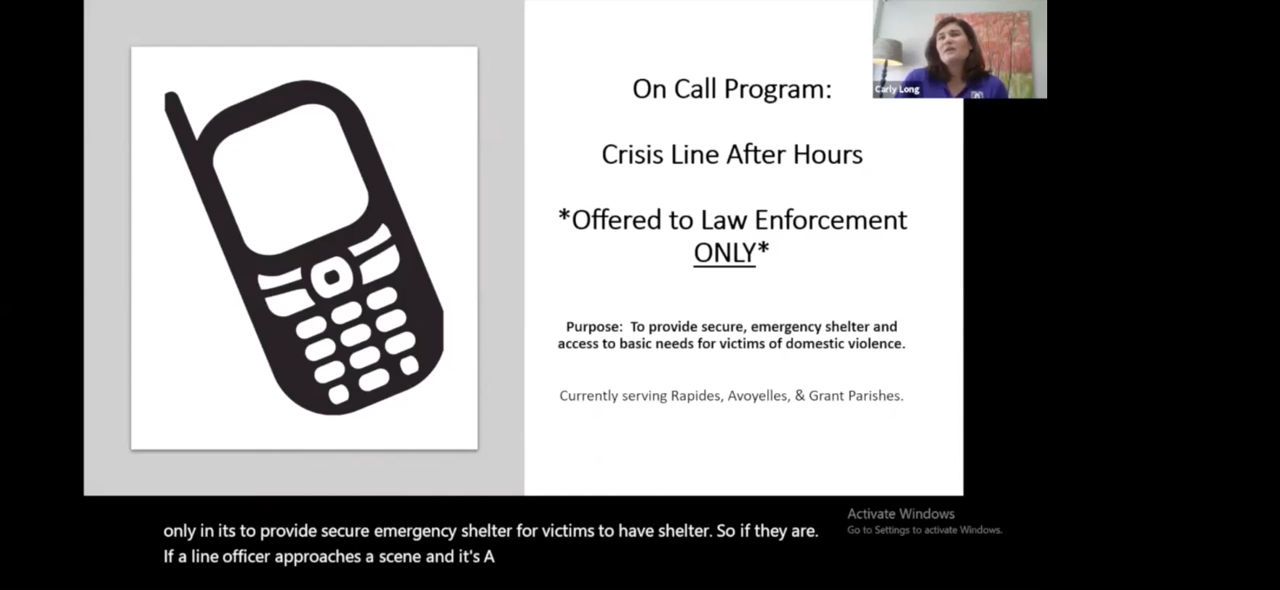 On Call Program:
Carly Long
Crisis Line After Hours
*Offered to Law Enforcement
ONLY*
Purpose: To provide secure, emergency shelter and
access to basic needs for victims of domestic violence.
Currently serving Rapides, Avoyelles, & Grant Parishes.
Activate Windows
Go to Settings to activate Windows.
only in its to provide secure emergency shelter for victims to have shelter. So if they are.
If a line officer approaches a scene and it's A